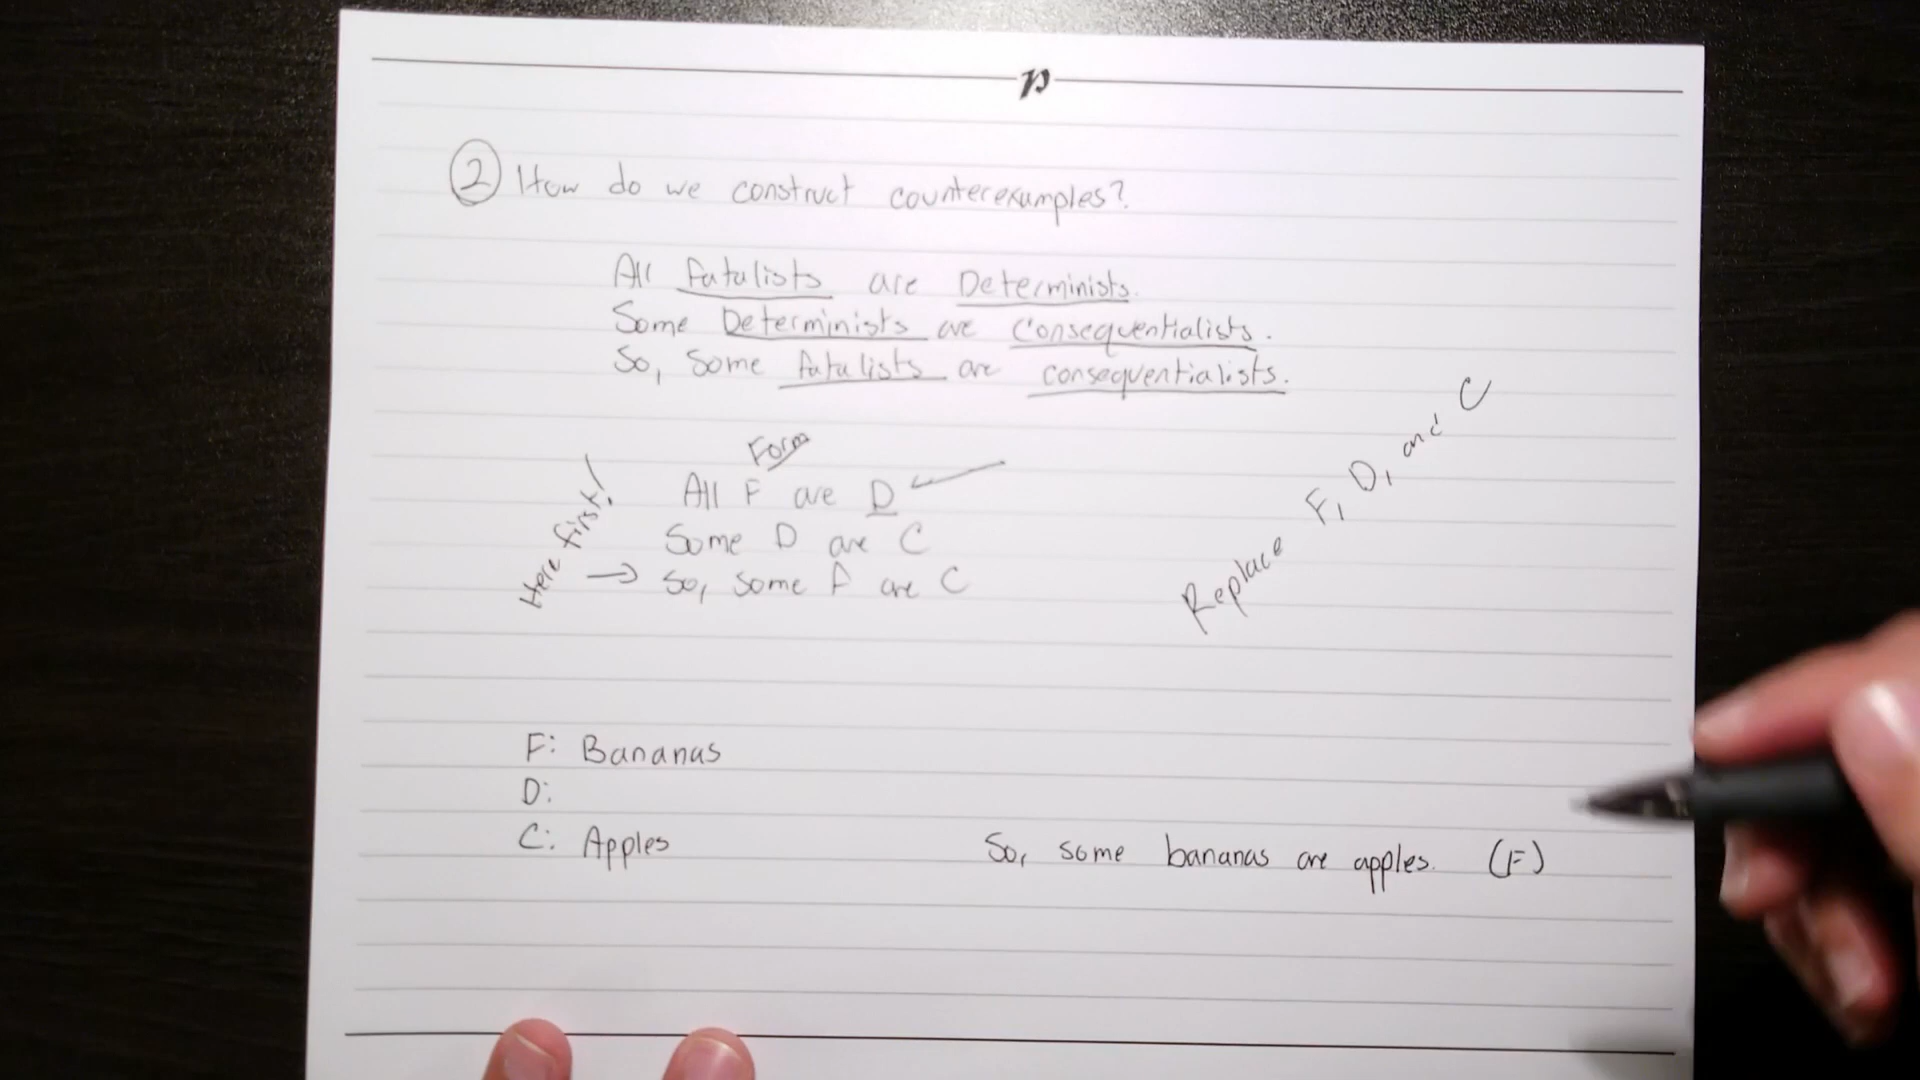 ② How do we construct counterexamples?
All fatalists are Determinists.
Some Determinists are Consequentialists.
So, some fatalists are consequentialists.
Form
All F are D
Some D are C
→ So, some F are C
Here first!
Replace F, D, and C
F: Bananas
D:
C: Apples
So, some bananas are apples. (F)